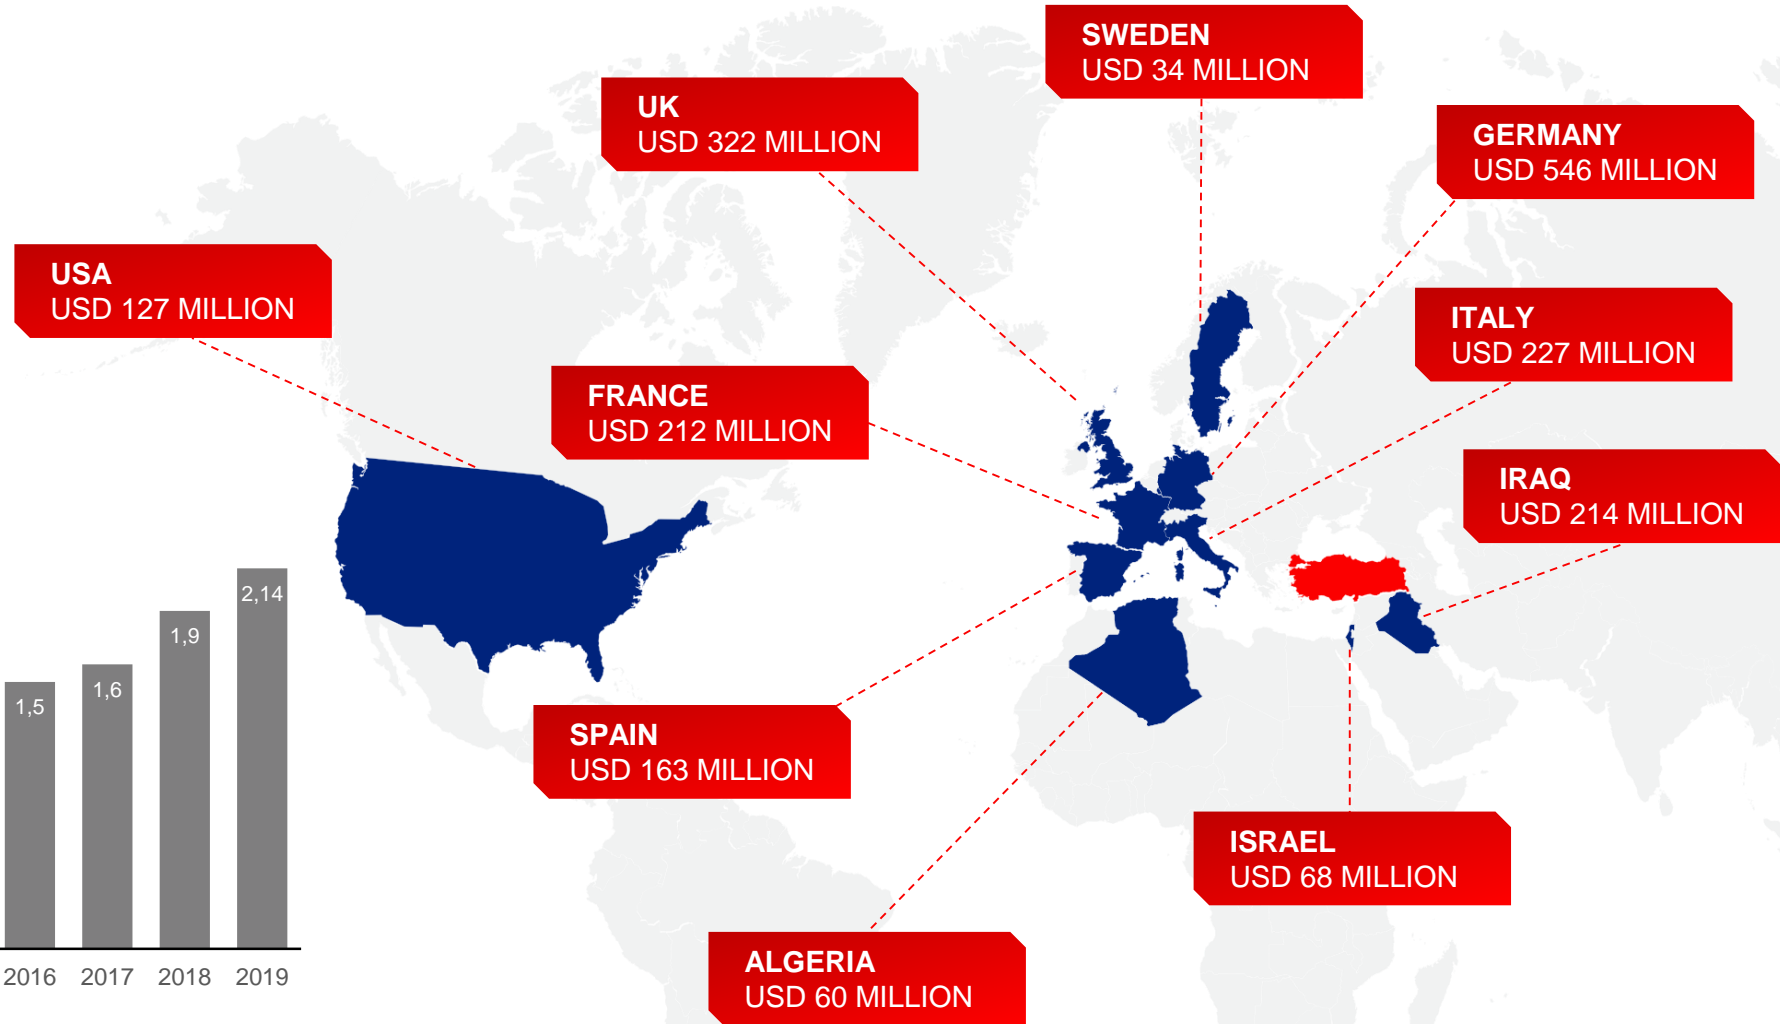 SWEDEN
USD 34 MILLION
UK
USD 322 MILLION
GERMANY
USD 546 MILLION
USA
USD 127 MILLION
ITALY
USD 227 MILLION
FRANCE
USD 212 MILLION
IRAQ
USD 214 MILLION
SPAIN
USD 163 MILLION
ISRAEL
USD 68 MILLION
ALGERIA
USD 60 MILLION
1,5
1,6
1,9
2,14
2016 2017 2018 2019